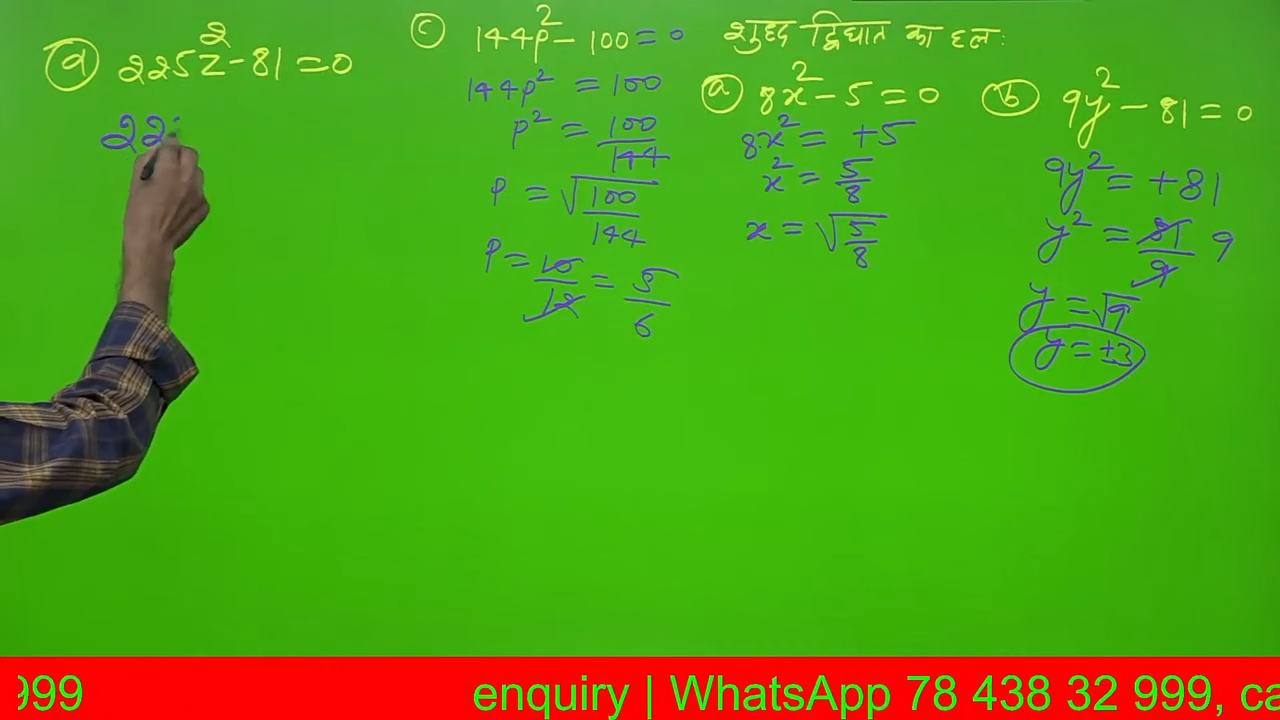 शुद्ध द्विघात का हल:
ⓐ 8x² - 5 = 0
8x² = +5
x² = 5/8
x = √5/8
ⓑ 9y² - 81 = 0
9y² = +81
y² = 81/9 9
y = √9
y = ±3
ⓒ 144p² - 100 = 0
144p² = 100
p² = 100/144
P = √100/144
P = 10/12 = 5/6
ⓓ 225z² - 81 = 0
22
999 enquiry | WhatsApp 78 438 32 999, ca